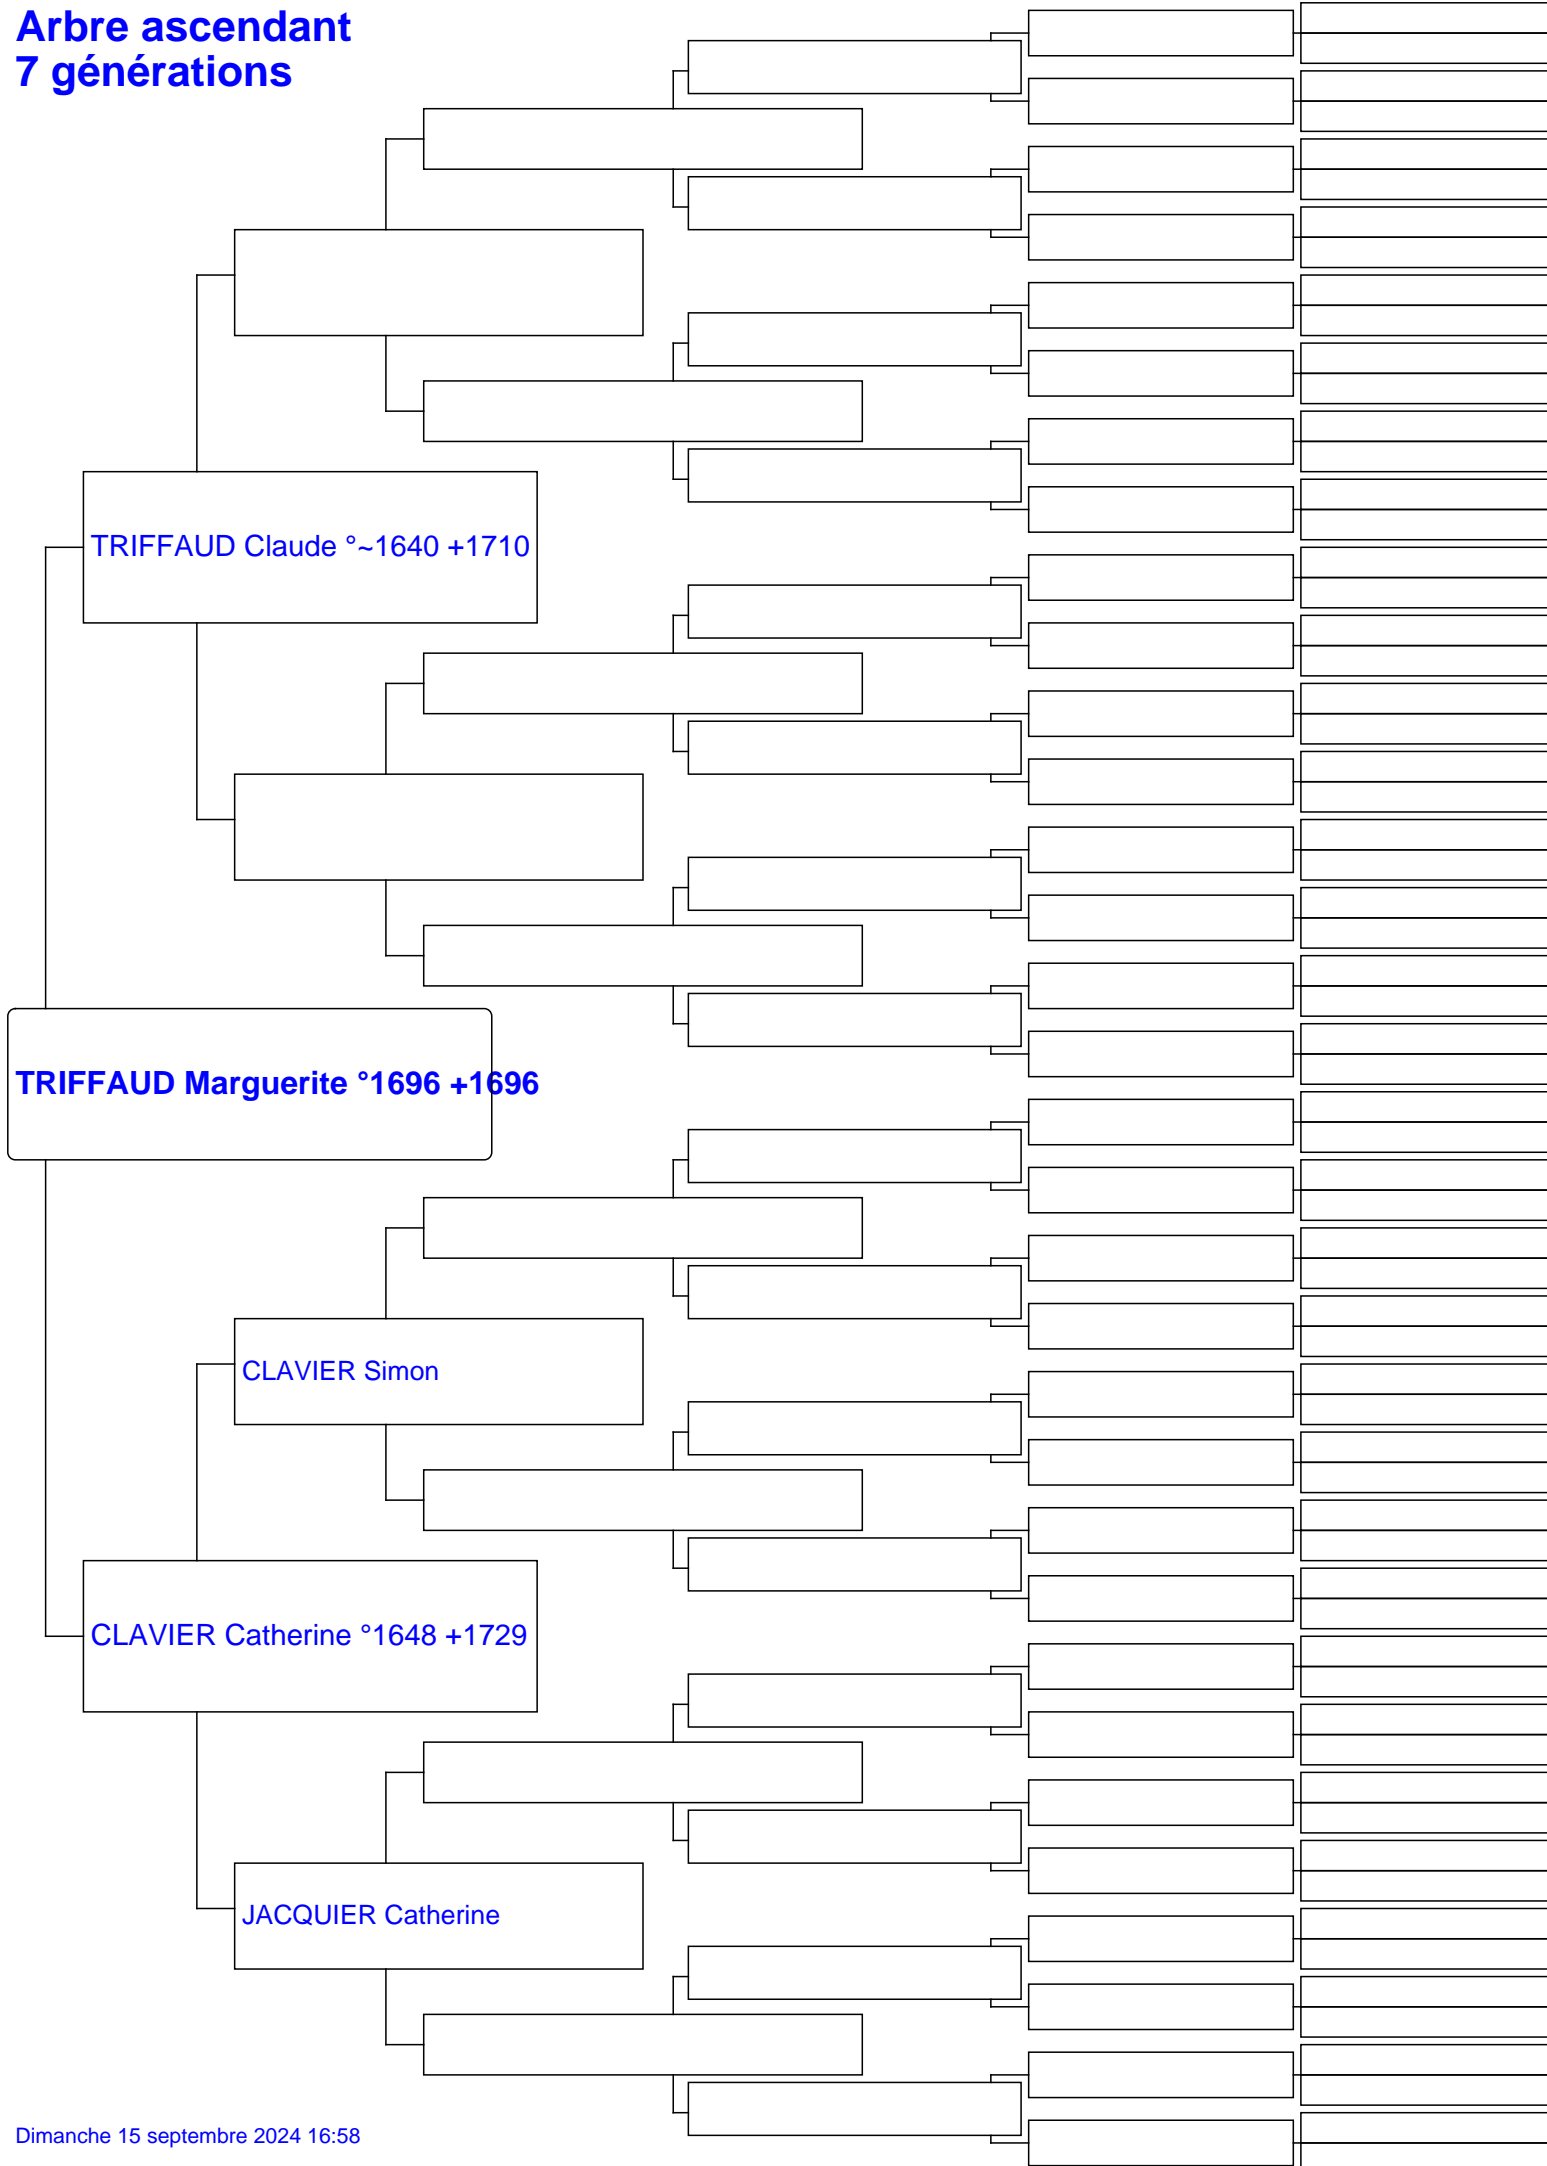 Arbre ascendant
7 générations
TRIFFAUD Claude °~1640 +1710
TRIFFAUD Marguerite °1696 +1696
CLAVIER Simon
CLAVIER Catherine °1648 +1729
JACQUIER Catherine
Dimanche 15 septembre 2024 16:58